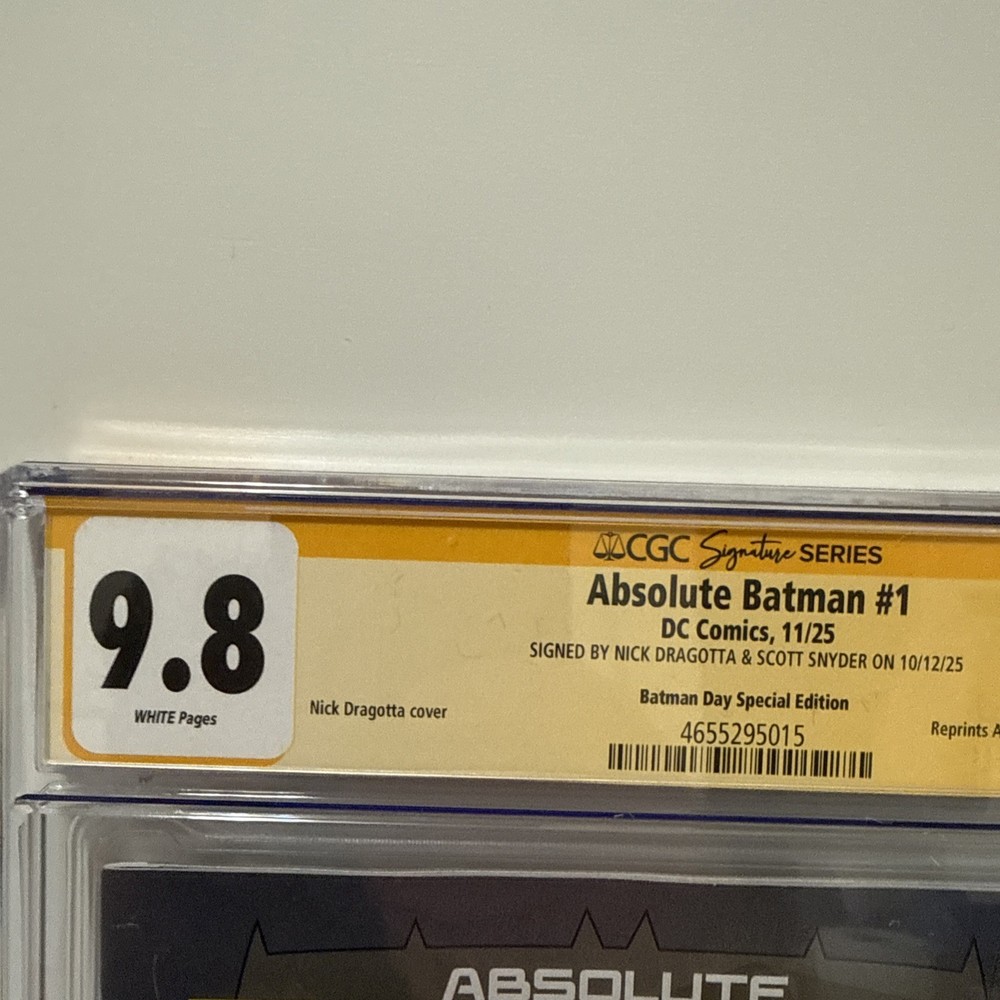 CGC Signature SERIES
Absolute Batman #1
DC Comics, 11/25
SIGNED BY NICK DRAGOTTA & SCOTT SNYDER ON 10/12/25
9.8
WHITE Pages
Nick Dragotta cover
Batman Day Special Edition
4655295015
Reprints A
ABSOLUTE